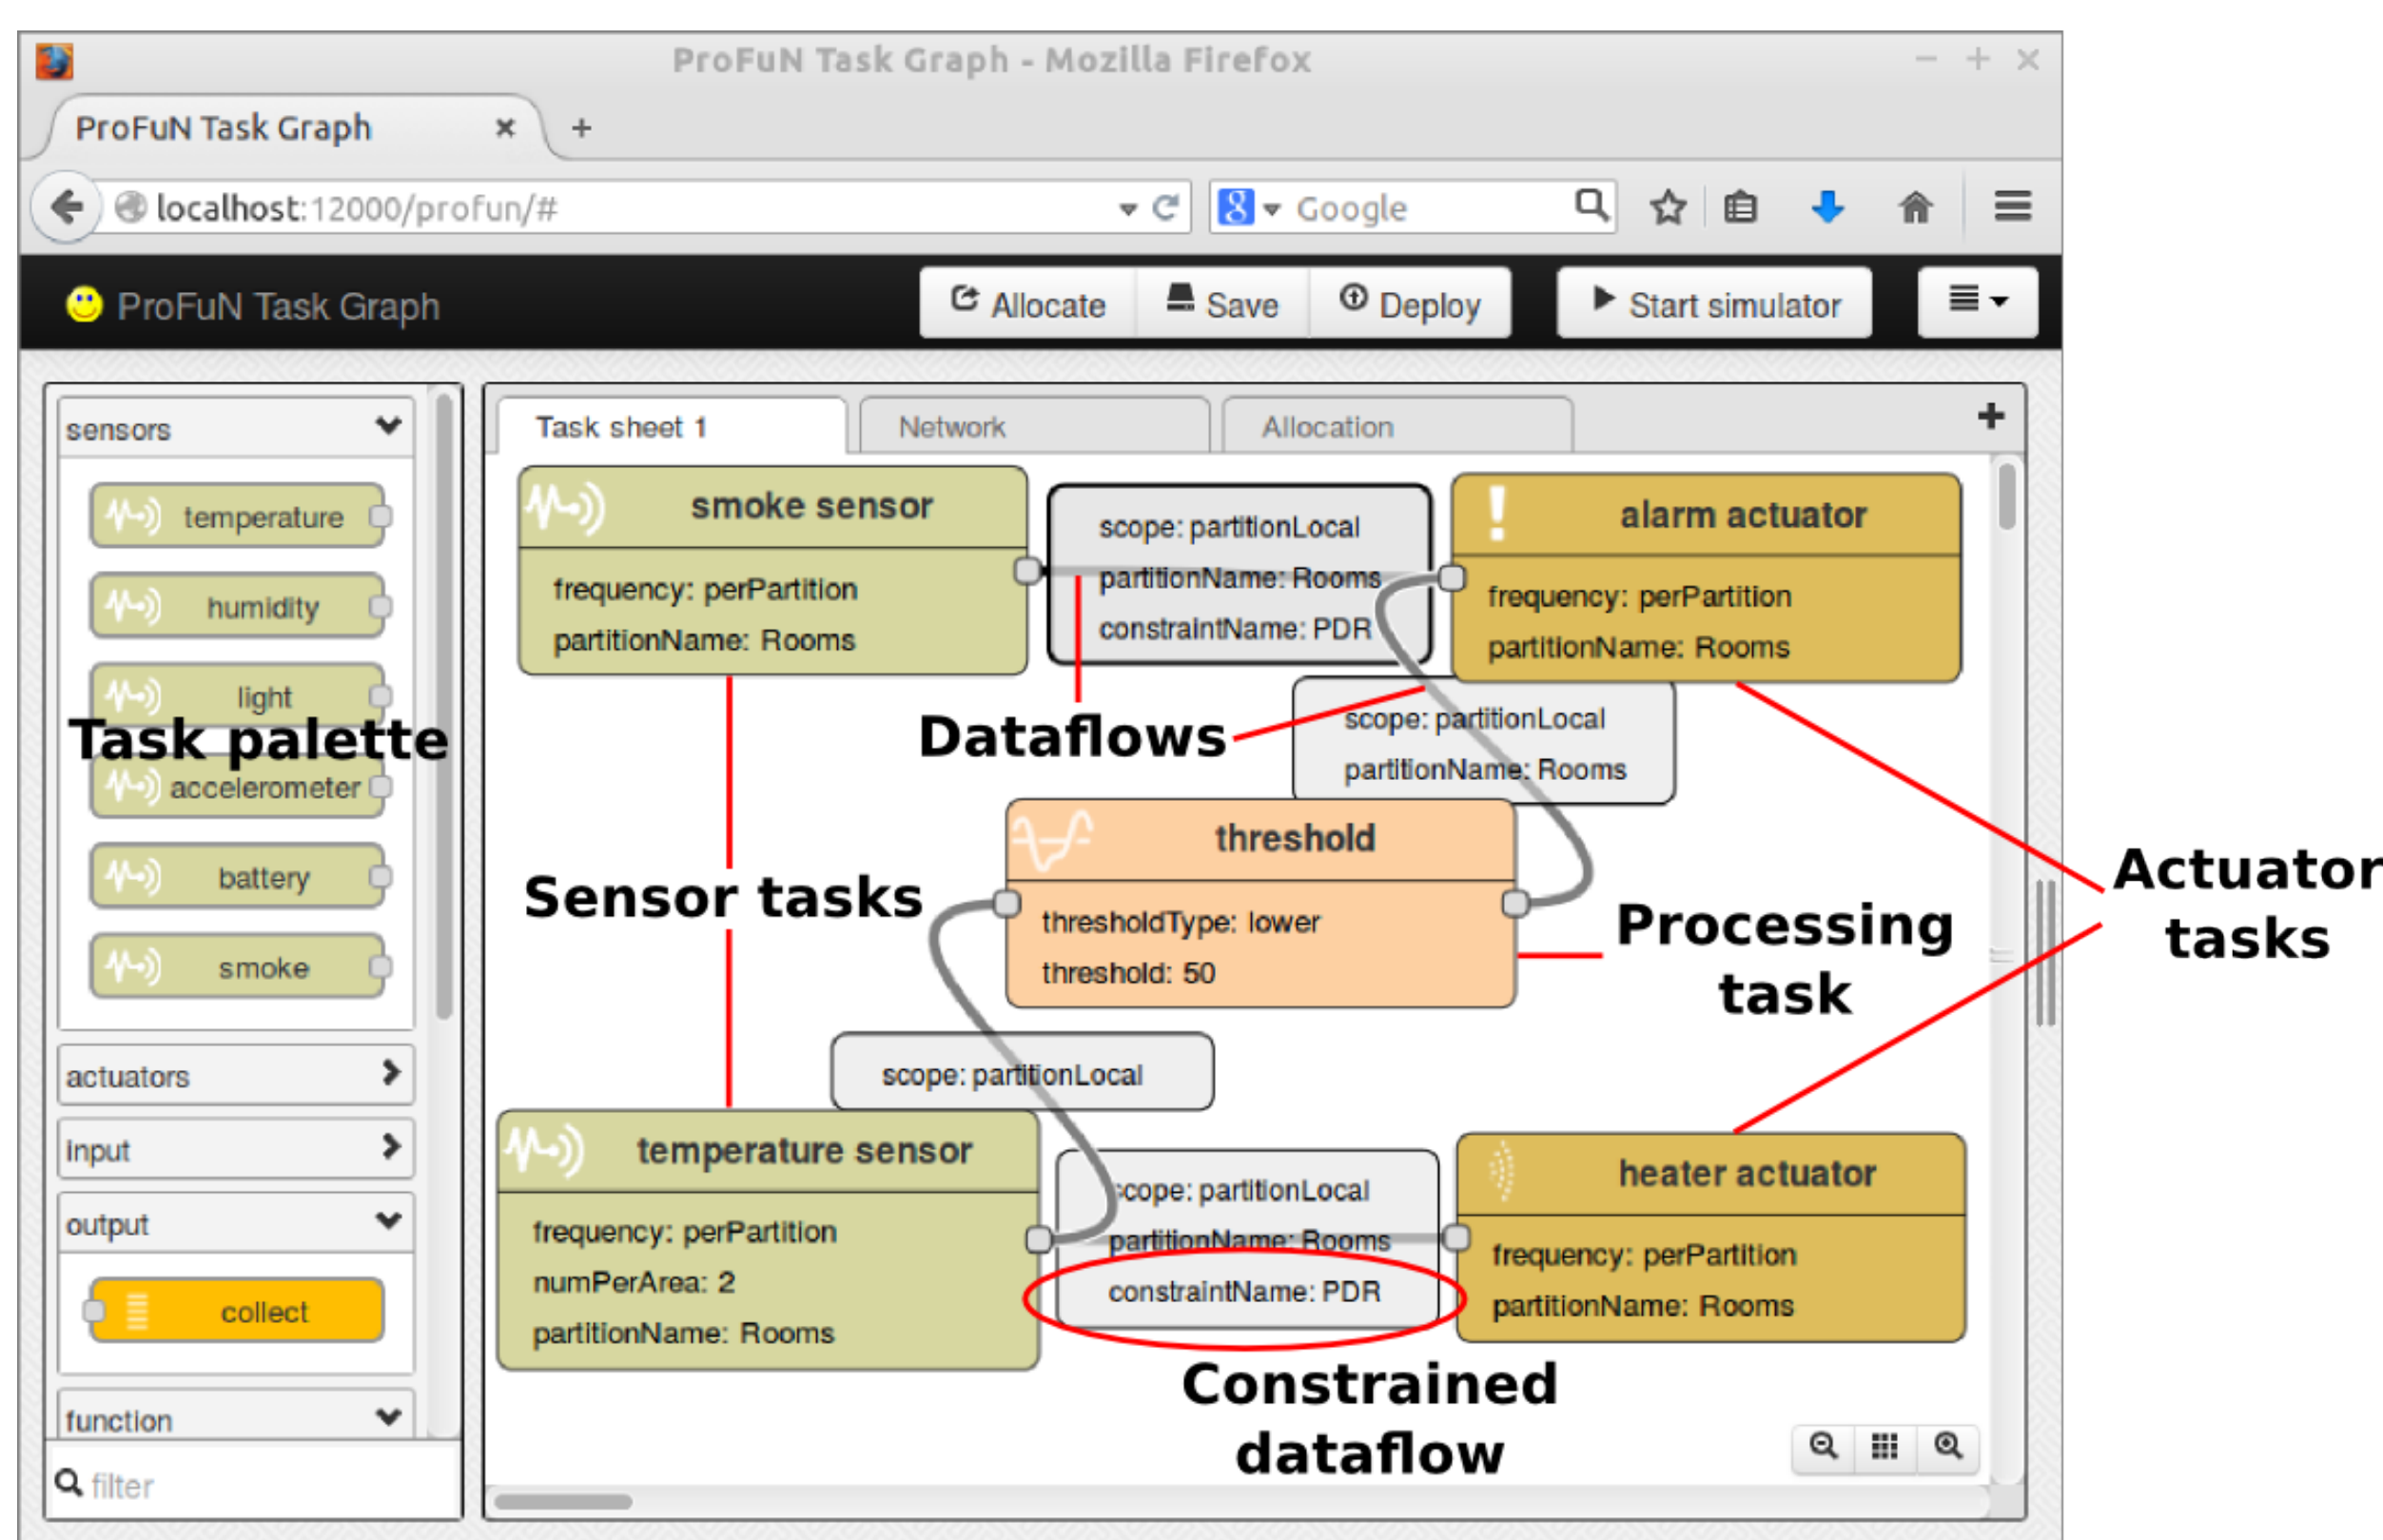 ProFuN Task Graph - Mozilla Firefox
ProFuN Task Graph
localhost:12000/profun/#
8 Google
ProFuN Task Graph
Allocate
Save
Deploy
Start simulator
sensors
temperature
humidity
light
Task palette
accelerometer
battery
smoke
actuators
input
output
collect
function
filter
Task sheet 1
Network
Allocation
smoke sensor
frequency: perPartition
partitionName: Rooms
scope: partitionLocal
partitionName: Rooms
constraintName: PDR
alarm actuator
frequency: perPartition
partitionName: Rooms
Dataflows
scope: partitionLocal
partitionName: Rooms
threshold
thresholdType: lower
threshold: 50
Sensor tasks
Processing
task
Actuator
tasks
scope: partitionLocal
temperature sensor
frequency: perPartition
numPerArea: 2
partitionName: Rooms
scope: partitionLocal
partitionName: Rooms
constraintName: PDR
heater actuator
frequency: perPartition
partitionName: Rooms
Constrained
dataflow